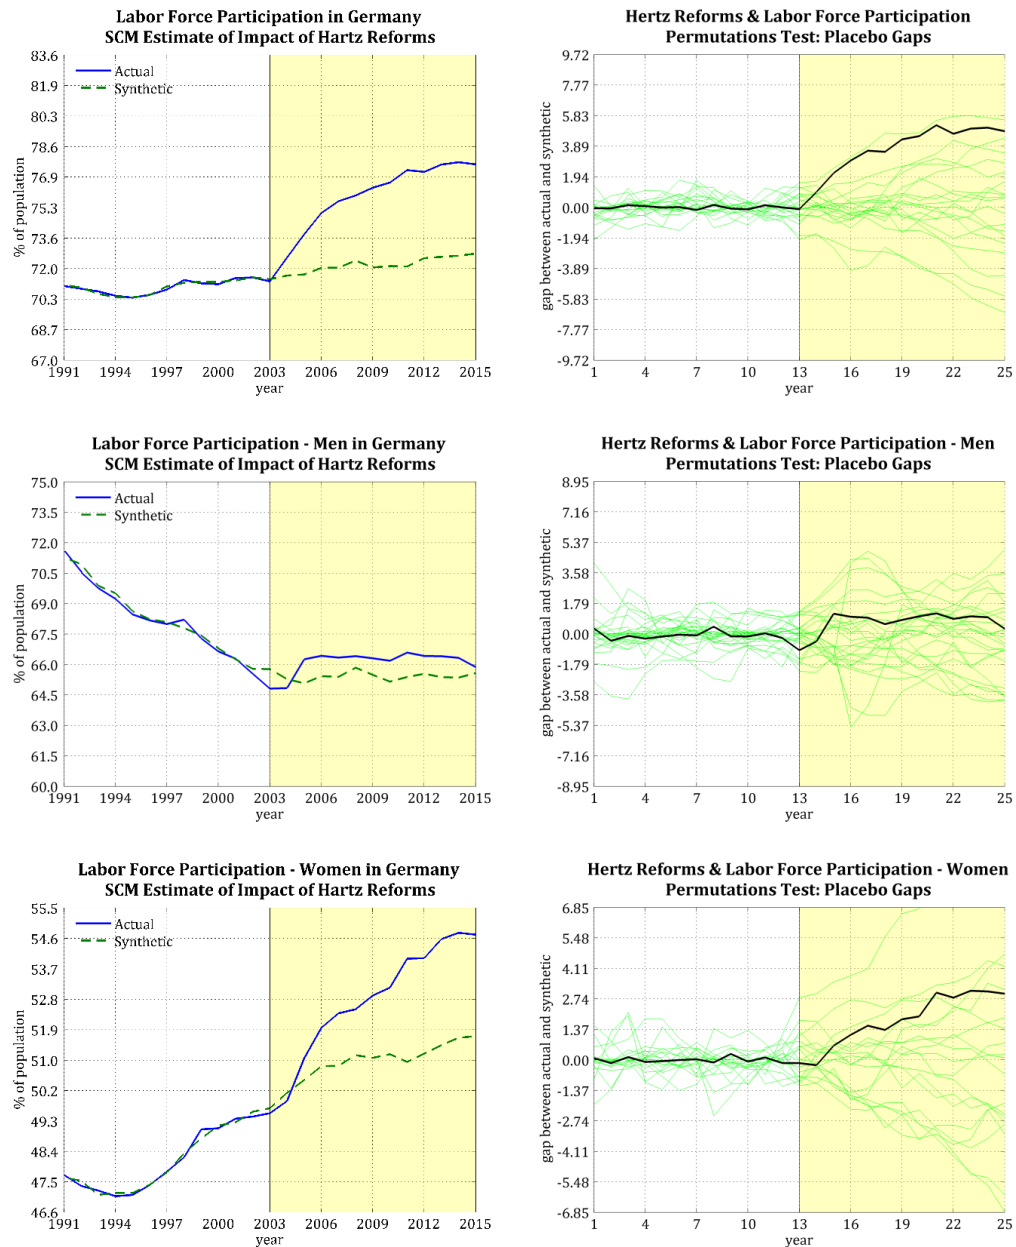 Labor Force Participation in Germany
SCM Estimate of Impact of Hartz Reforms
83.6
81.9
80.3
78.6
76.9
75.3
73.6
72.0
70.3
68.7
67.0
% of population
Actual
Synthetic
1991 1994 1997 2000 2003 2006 2009 2012 2015
year
Hertz Reforms & Labor Force Participation
Permutations Test: Placebo Gaps
9.72
7.77
5.83
3.89
1.94
0.00
-1.94
-3.89
-5.83
-7.77
-9.72
gap between actual and synthetic
1 4 7 10 13 16 19 22 25
year
Labor Force Participation - Men in Germany
SCM Estimate of Impact of Hartz Reforms
75.0
73.5
72.0
70.5
69.0
67.5
66.0
64.5
63.0
61.5
60.0
% of population
Actual
Synthetic
1991 1994 1997 2000 2003 2006 2009 2012 2015
year
Hertz Reforms & Labor Force Participation - Men
Permutations Test: Placebo Gaps
8.95
7.16
5.37
3.58
1.79
0.00
-1.79
-3.58
-5.37
-7.16
-8.95
gap between actual and synthetic
1 4 7 10 13 16 19 22 25
year
Labor Force Participation - Women in Germany
SCM Estimate of Impact of Hartz Reforms
55.5
54.6
53.7
52.8
51.9
51.0
50.2
49.3
48.4
47.5
46.6
% of population
Actual
Synthetic
1991 1994 1997 2000 2003 2006 2009 2012 2015
year
Hertz Reforms & Labor Force Participation - Women
Permutations Test: Placebo Gaps
6.85
5.48
4.11
2.74
1.37
0.00
-1.37
-2.74
-4.11
-5.48
-6.85
gap between actual and synthetic
1 4 7 10 13 16 19 22 25
year